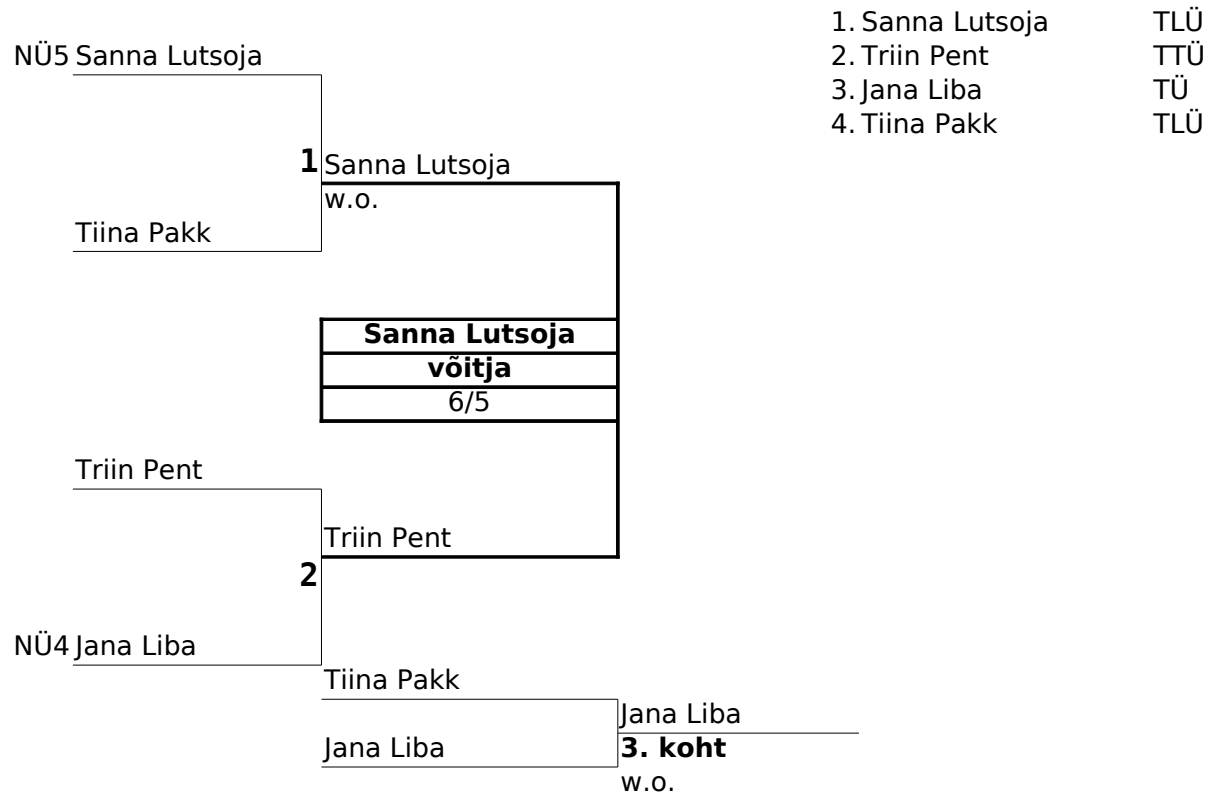 1. Sanna Lutsoja TLÜ
NÜ5 Sanna Lutsoja
2. Triin Pent TTÜ
3. Jana Liba TÜ
4. Tiina Pakk TLÜ
1 Sanna Lutsoja
w.o.
Tiina Pakk
Sanna Lutsoja
võitja
6/5
Triin Pent
Triin Pent
2
NÜ4 Jana Liba
Tiina Pakk
Jana Liba
Jana Liba
3. koht
w.o.